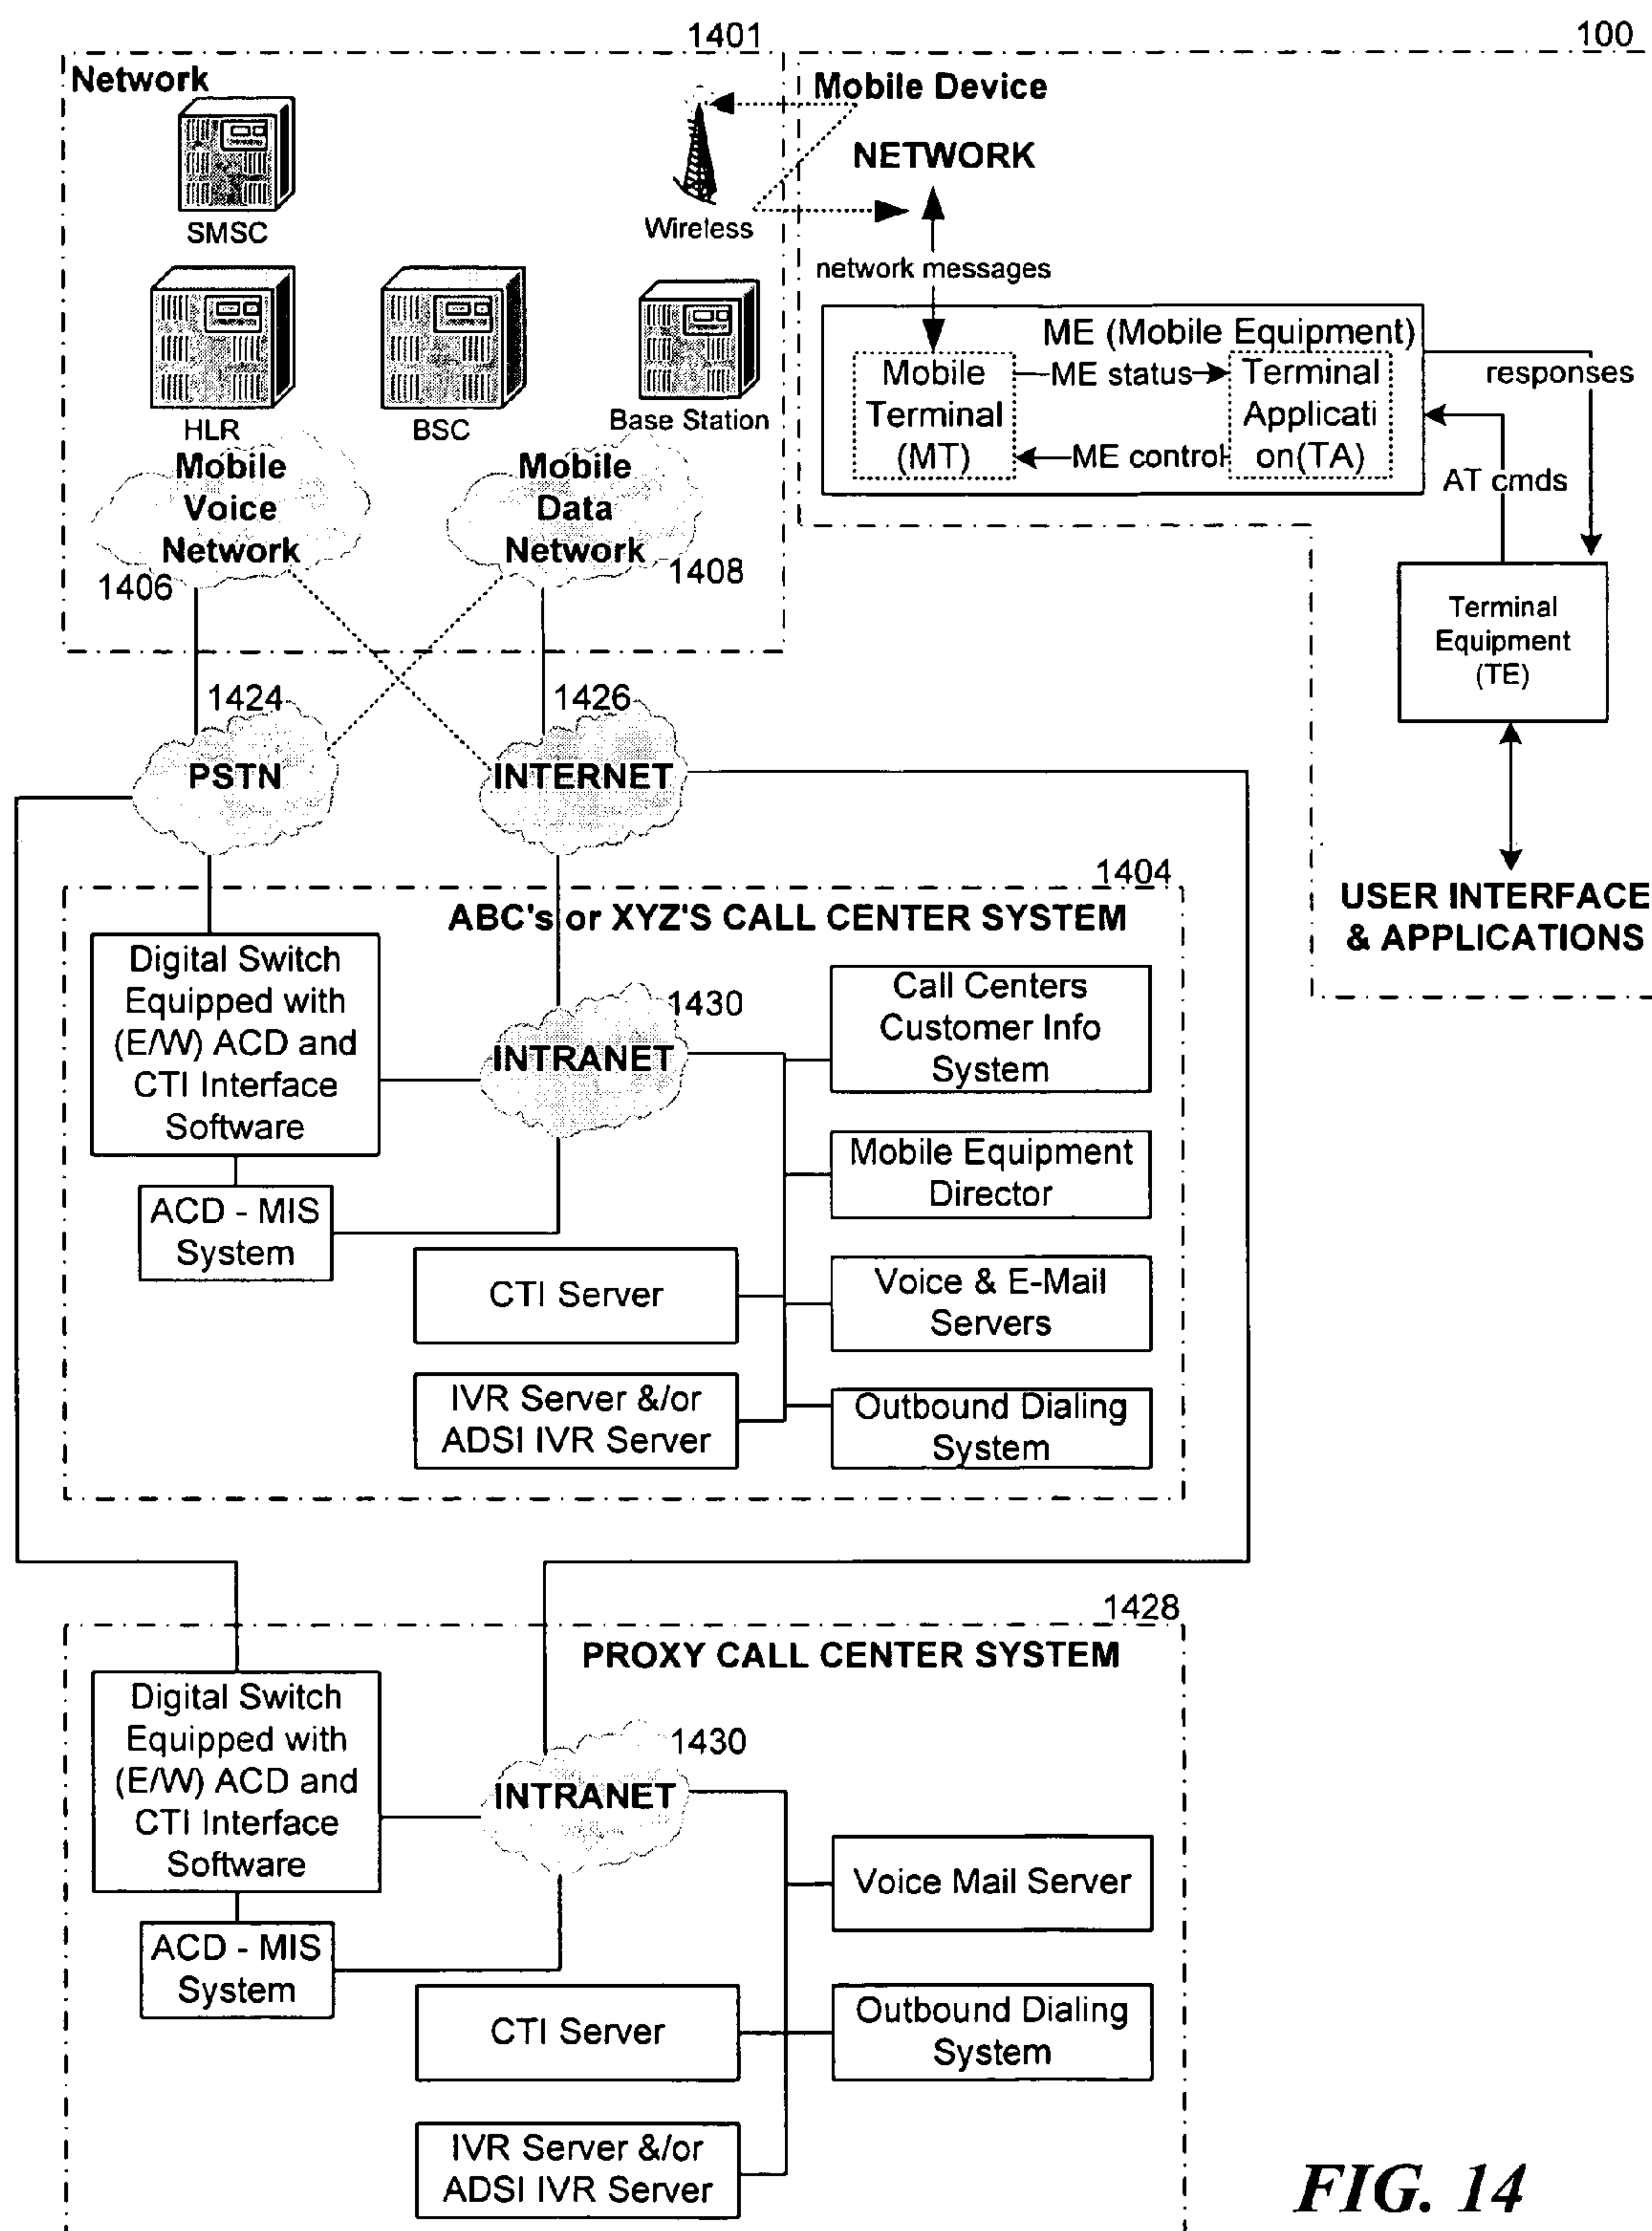 1401
100
Network
Mobile Device
SMSC
Wireless
NETWORK
network messages
HLR
BSC
Base Station
ME (Mobile Equipment)
Mobile
Terminal
(MT)
ME status
ME control
Terminal
Applicati
on(TA)
responses
AT cmds
Mobile
Voice
Network
1406
Mobile
Data
Network
1408
Terminal
Equipment
(TE)
USER INTERFACE
& APPLICATIONS
1424
PSTN
1426
INTERNET
1404
ABC's or XYZ'S CALL CENTER SYSTEM
Digital Switch
Equipped with
(E/W) ACD and
CTI Interface
Software
1430
INTRANET
Call Centers
Customer Info
System
Mobile Equipment
Director
ACD - MIS
System
CTI Server
Voice & E-Mail
Servers
IVR Server &/or
ADSI IVR Server
Outbound Dialing
System
1428
PROXY CALL CENTER SYSTEM
Digital Switch
Equipped with
(E/W) ACD and
CTI Interface
Software
1430
INTRANET
Voice Mail Server
ACD - MIS
System
CTI Server
Outbound Dialing
System
IVR Server &/or
ADSI IVR Server
FIG. 14